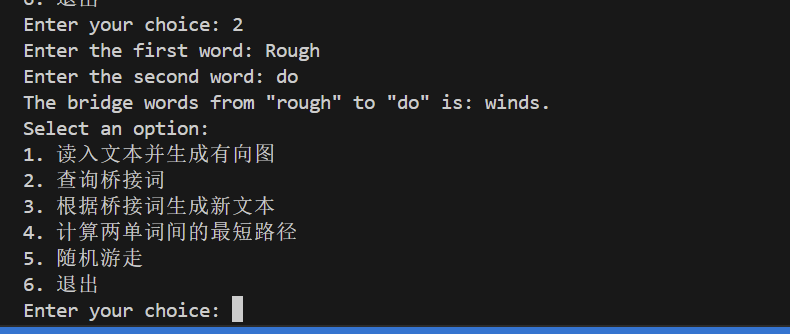 6. 退出
Enter your choice: 2
Enter the first word: Rough
Enter the second word: do
The bridge words from "rough" to "do" is: winds.
Select an option:
1. 读入文本并生成有向图
2. 查询桥接词
3. 根据桥接词生成新文本
4. 计算两单词间的最短路径
5. 随机游走
6. 退出
Enter your choice: